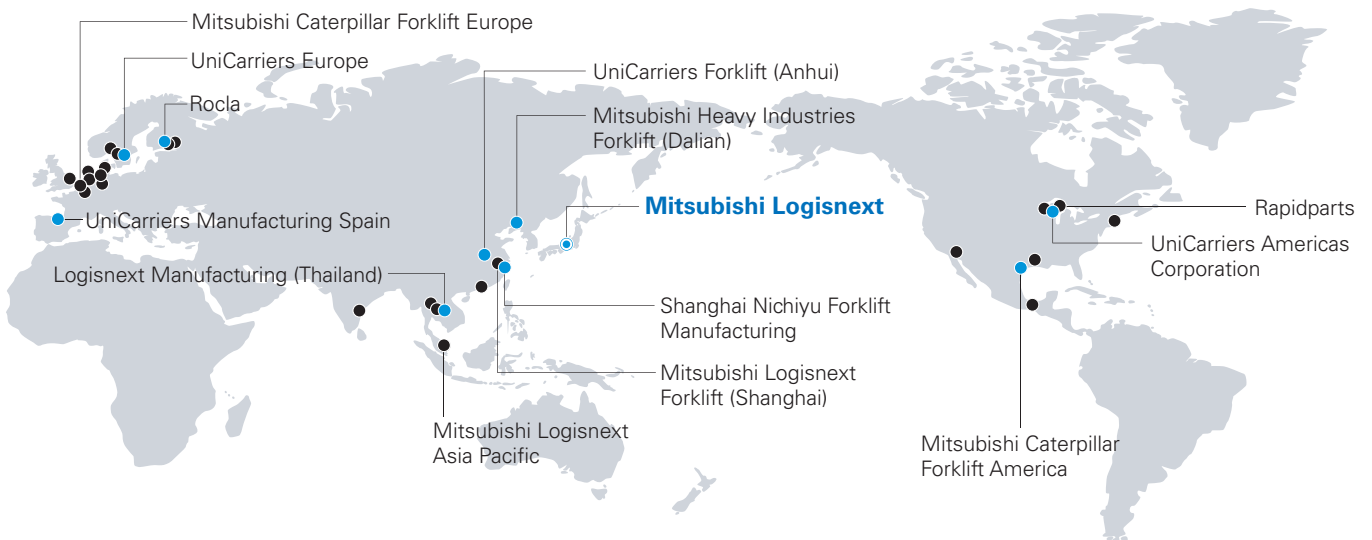 Mitsubishi Caterpillar Forklift Europe
UniCarriers Europe
Rocla
UniCarriers Manufacturing Spain
Logisnext Manufacturing (Thailand)
UniCarriers Forklift (Anhui)
Mitsubishi Heavy Industries
Forklift (Dalian)
Mitsubishi Logisnext
Shanghai Nichiyu Forklift
Manufacturing
Mitsubishi Logisnext
Forklift (Shanghai)
Mitsubishi Logisnext
Asia Pacific
Rapidparts
UniCarriers Americas
Corporation
Mitsubishi Caterpillar
Forklift America